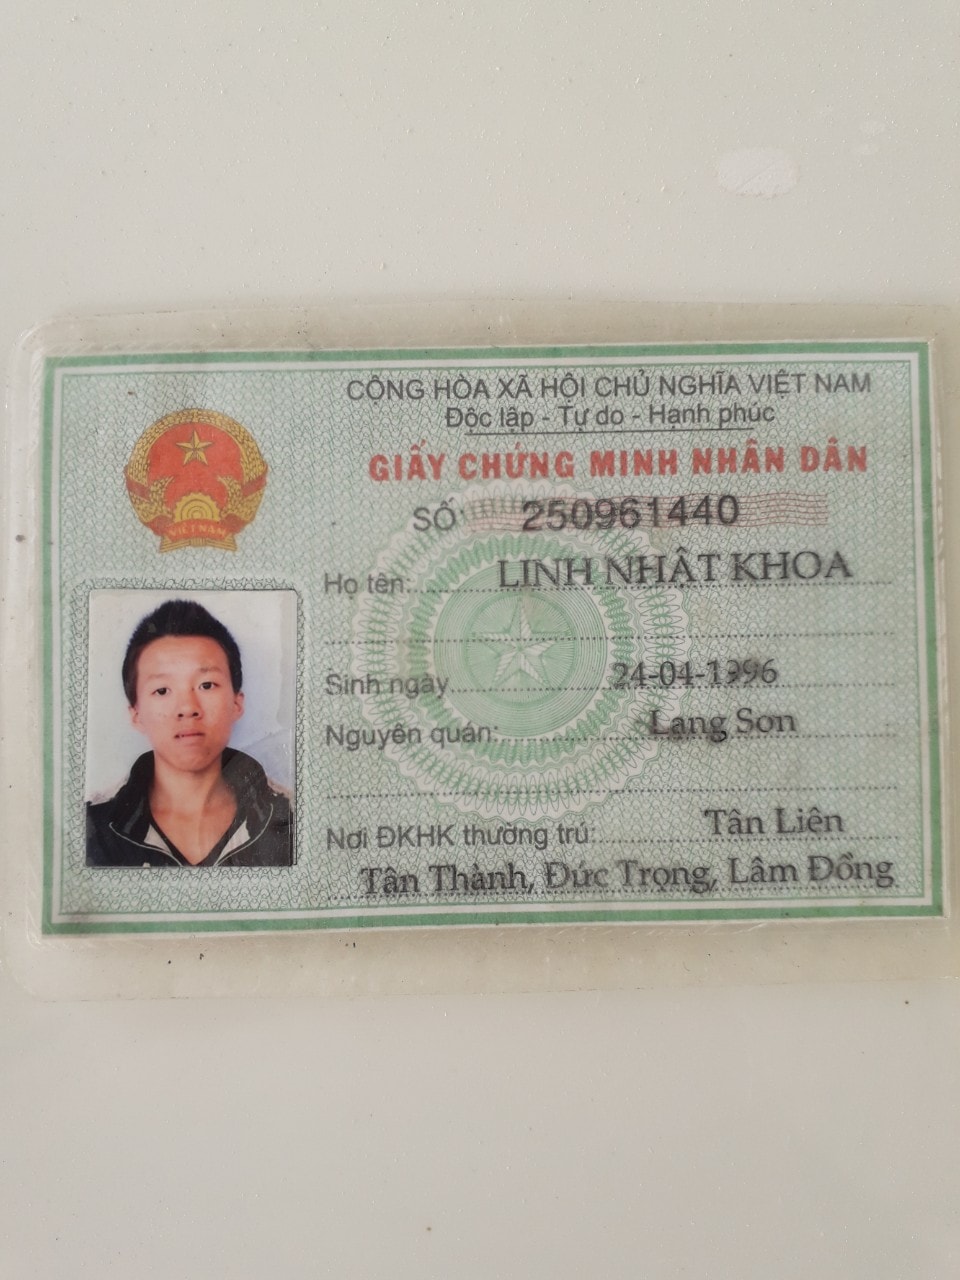 CỘNG HÒA XÃ HỘI CHỦ NGHĨA VIỆT NAM
Độc lập - Tự do - Hạnh phúc
GIẤY CHỨNG MINH NHÂN DÂN
SỐ 250961440
VIỆT NAM
Họ tên: LINH NHẬT KHOA
Sinh ngày 24-04-1996
Nguyên quán: Lạng Sơn
Nơi ĐKHK thường trú: Tân Liên
Tân Thành, Đức Trọng, Lâm Đồng